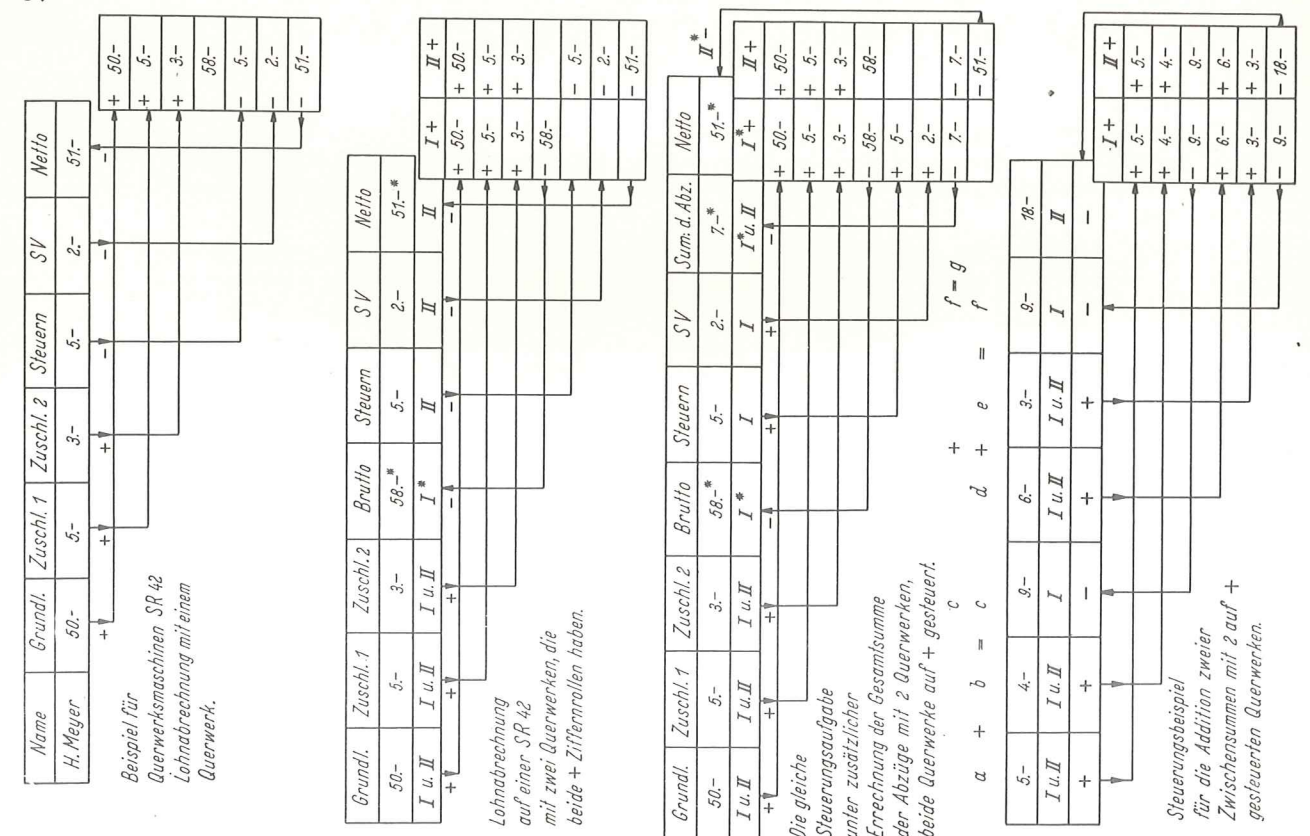 Name Grundl. Zuschl. 1 Zuschl. 2 Steuern SV Netto
H. Meyer 50.- 5.- 3.- 5.- 2.- 51.-
+ + + - - -
+ 50.-
+ 5.-
+ 3.-
58.-
- 5.-
- 2.-
- 51.-
Beispiel für
Querwerksmaschinen SR 42
Lohnabrechnung mit einem
Querwerk.
Grundl. Zuschl. 1 Zuschl. 2 Brutto Steuern SV Netto
50.- 5.- 3.- 58.-* 5.- 2.- 51.-*
I u. II I u. II I u. II I* II II II
+ + + - - - -
I + II +
+ 50.- + 50.-
+ 5.- + 5.-
+ 3.- + 3.-
- 58.-
- 5.-
- 2.-
- 51.-
Lohnabrechnung
auf einer SR 42
mit zwei Querwerken, die
beide + Ziffernrollen haben.
Grundl. Zuschl. 1 Zuschl. 2 Brutto Steuern SV Sum. d. Abz. Netto
50.- 5.- 3.- 58.-* 5.- 2.- 7.-* 51.-* II* -
I u. II I u. II I u. II I* I I I* u. II I* + II +
+ + + - + + -
+ 50.- + 50.-
+ 5.- + 5.-
+ 3.- + 3.-
- 58.- 58.-
+ 5.-
+ 2.-
- 7.- - 7.-
- 51.-
Die gleiche
Steuerungsaufgabe
unter zusätzlicher
Errechnung der Gesamtsumme
der Abzüge mit 2 Querwerken,
beide Querwerke auf + gesteuert.
c + f = g
a + b = c d + e = f
5.- 4.- 9.- 6.- 3.- 9.- 18.-
I u. II I u. II I I u. II I u. II I II
+ + - + + - -
I + II +
+ 5.- + 5.-
+ 4.- + 4.-
- 9.- 9.-
+ 6.- + 6.-
+ 3.- + 3.-
- 9.- - 18.-
Steuerungsbeispiel
für die Addition zweier
Zwischensummen mit 2 auf +
gesteuerten Querwerken.